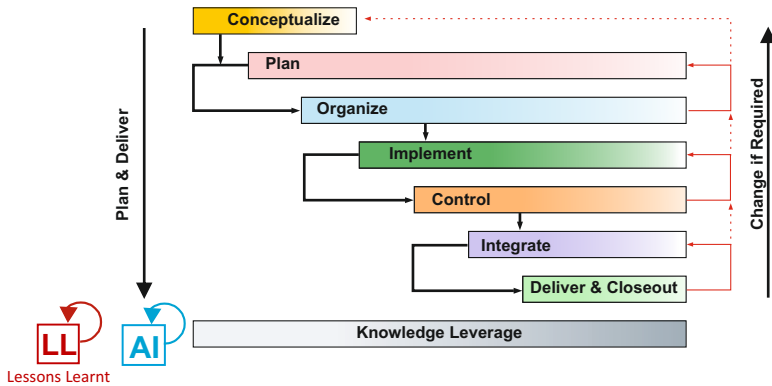 Conceptualize
Plan
Organize
Implement
Control
Integrate
Deliver & Closeout
Knowledge Leverage
Plan & Deliver
Change if Required
LL
AI
Lessons Learnt